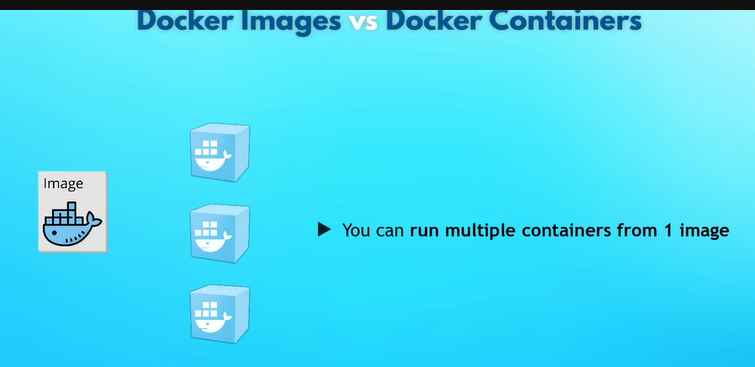 Docker Images vs Docker Containers
Image
▶ You can run multiple containers from 1 image